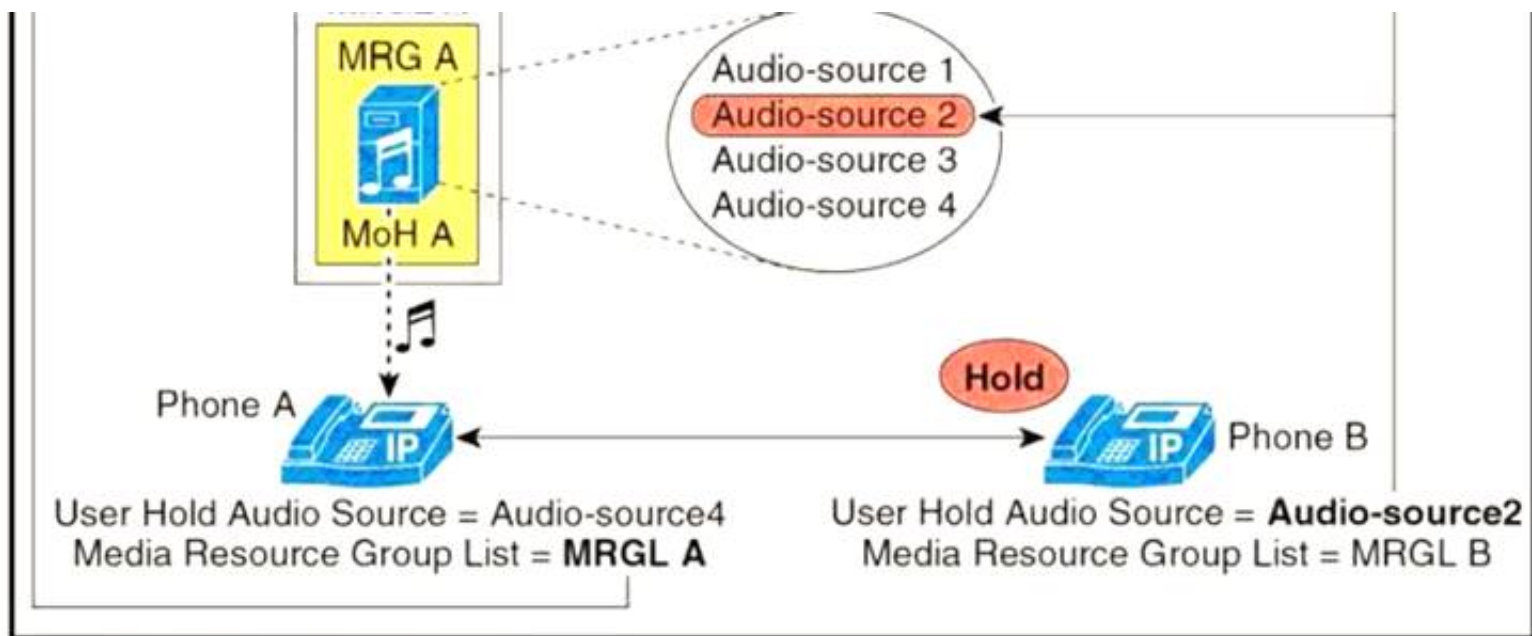 MRG A
MoH A
Audio-source 1
Audio-source 2
Audio-source 3
Audio-source 4
Hold
Phone A
IP
IP
Phone B
User Hold Audio Source = Audio-source4
Media Resource Group List = MRGL A
User Hold Audio Source = Audio-source2
Media Resource Group List = MRGL B